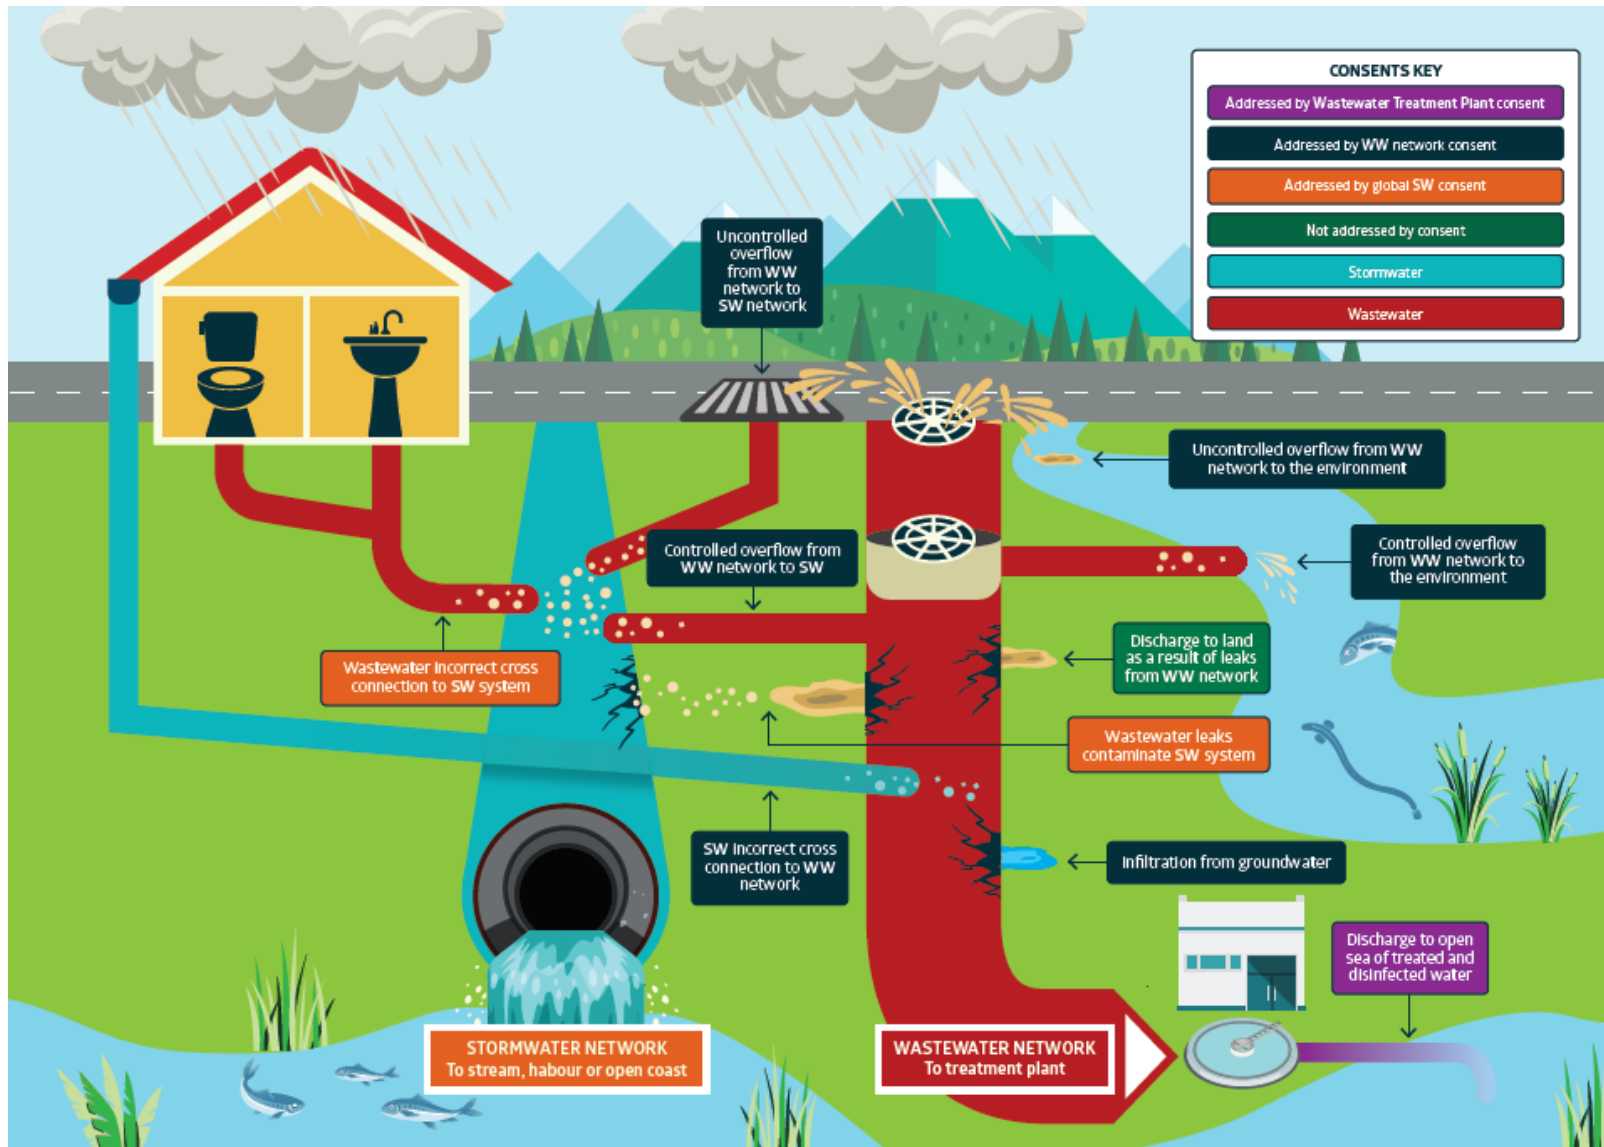 CONSENTS KEY
Addressed by Wastewater Treatment Plant consent
Addressed by WW network consent
Addressed by global SW consent
Not addressed by consent
Stormwater
Wastewater
Uncontrolled
overflow
from WW
network to
SW network
Uncontrolled overflow from WW
network to the environment
Controlled overflow from
WW network to SW
Controlled overflow
from WW network to
the environment
Wastewater incorrect cross
connection to SW system
Discharge to land
as a result of leaks
from WW network
Wastewater leaks
contaminate SW system
SW incorrect cross
connection to WW
network
Infiltration from groundwater
Discharge to open
sea of treated and
disinfected water
STORMWATER NETWORK
To stream, habour or open coast
WASTEWATER NETWORK
To treatment plant